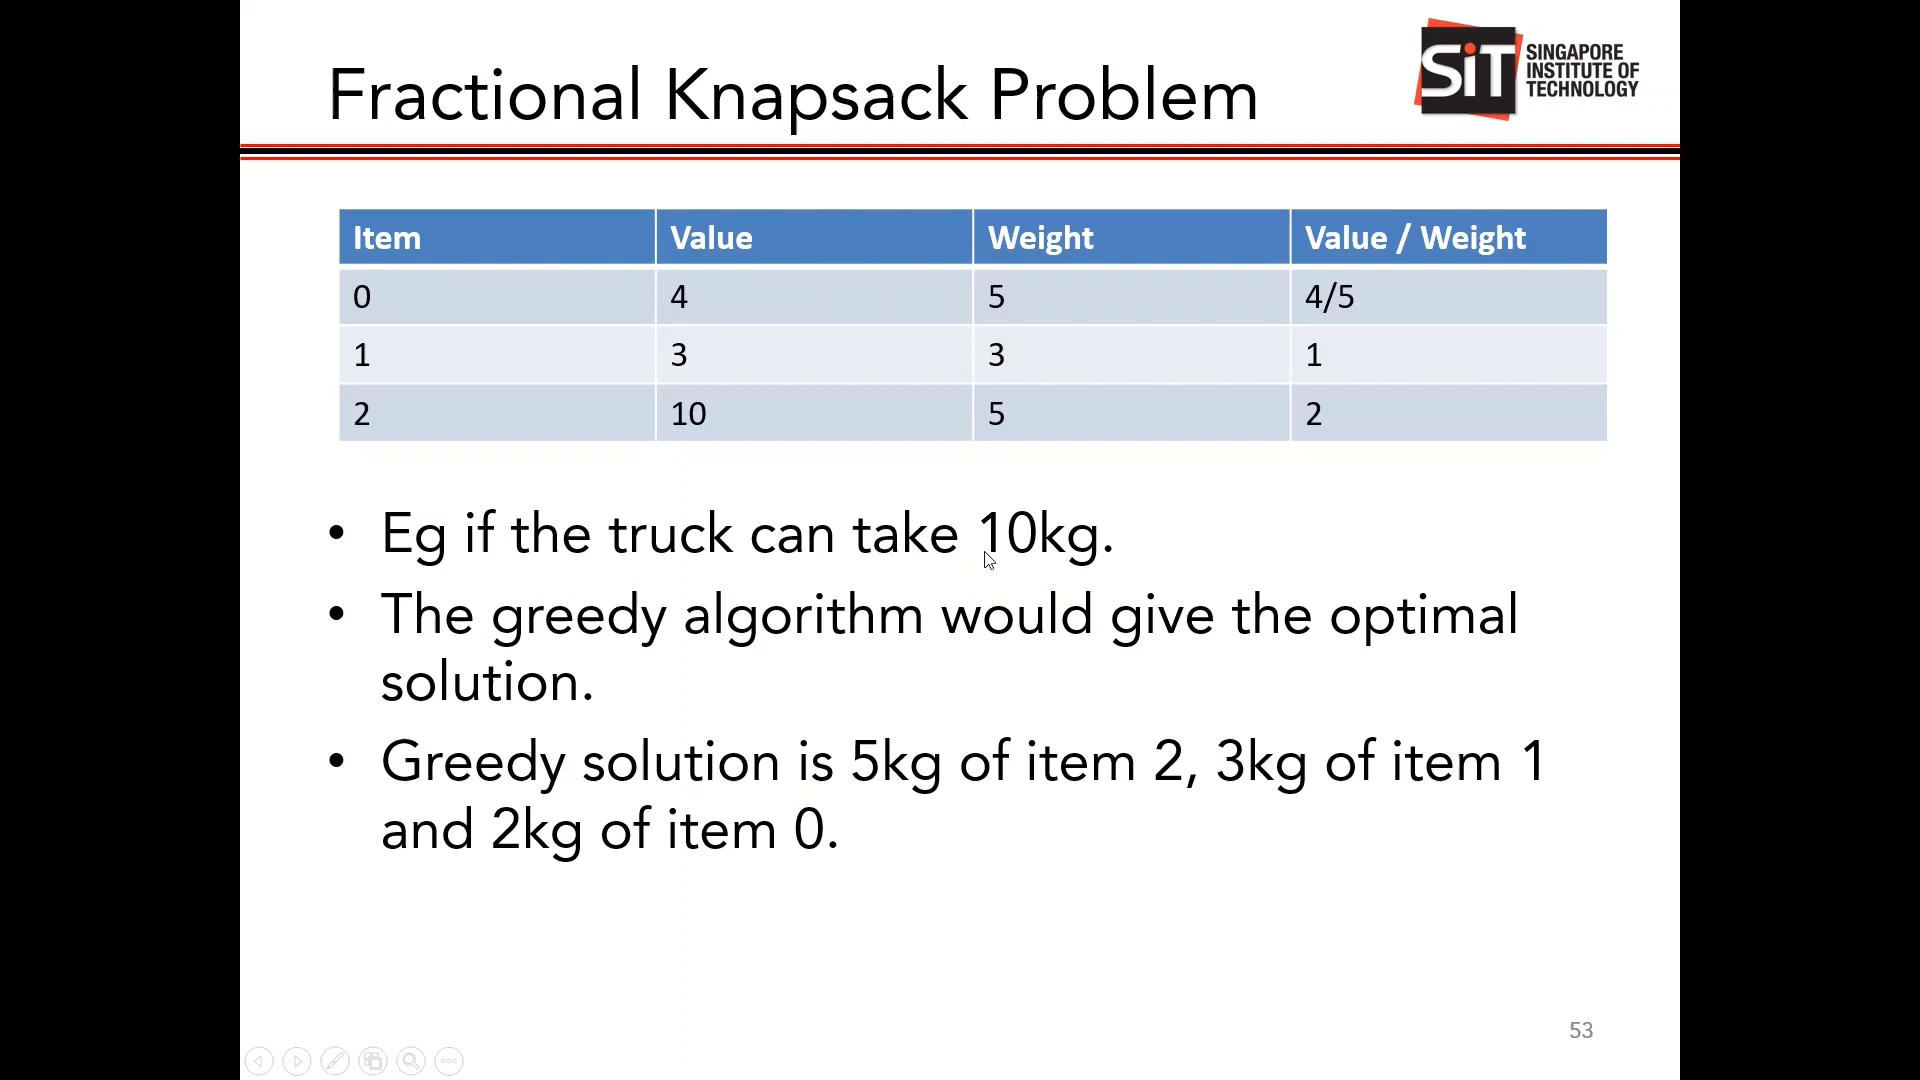 Fractional Knapsack Problem
SiT
SINGAPORE
INSTITUTE OF
TECHNOLOGY
Item Value Weight Value / Weight
0 4 5 4/5
1 3 3 1
2 10 5 2
• Eg if the truck can take 10kg.
• The greedy algorithm would give the optimal
solution.
• Greedy solution is 5kg of item 2, 3kg of item 1
and 2kg of item 0.
53